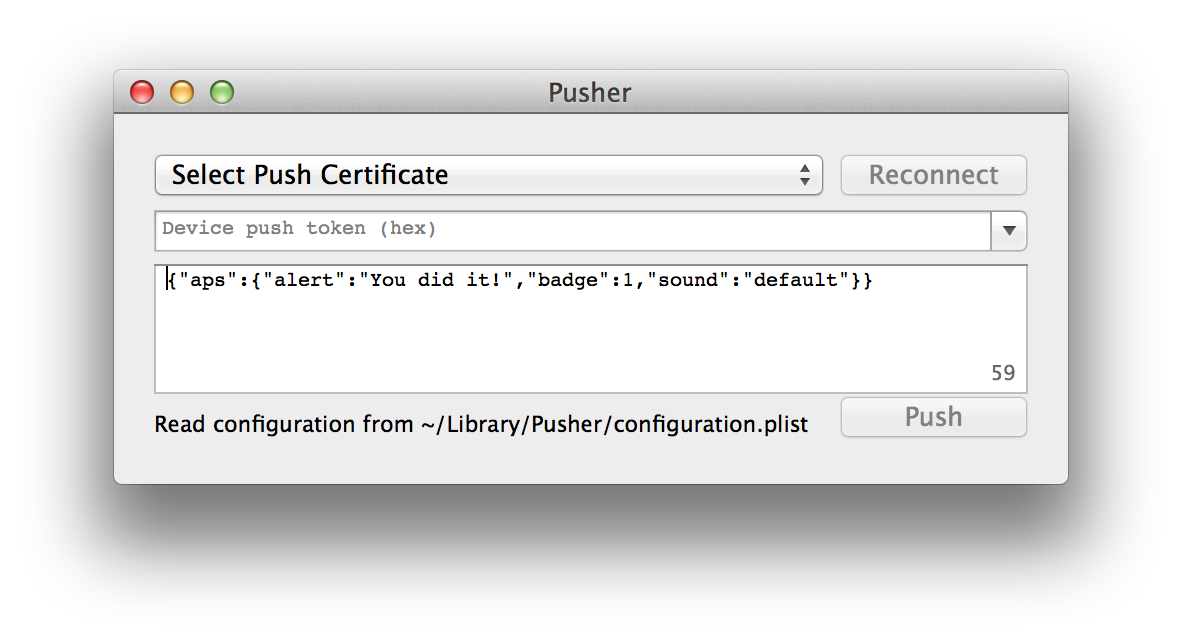 Pusher
Select Push Certificate
Reconnect
Device push token (hex)
{"aps":{"alert":"You did it!","badge":1,"sound":"default"}}
59
Read configuration from ~/Library/Pusher/configuration.plist
Push